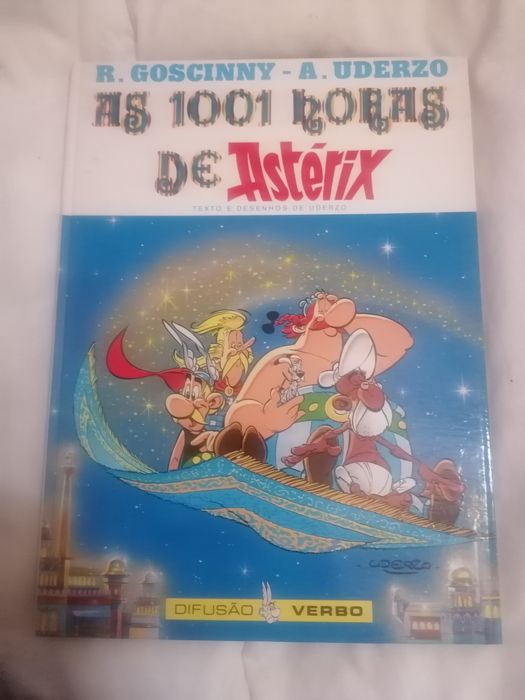 R. GOSCINNY - A. UDERZO
AS 1001 HORAS
DE Astérix
TEXTO E DESENHOS DE UDERZO
UDERZO
DIFUSÃO VERBO